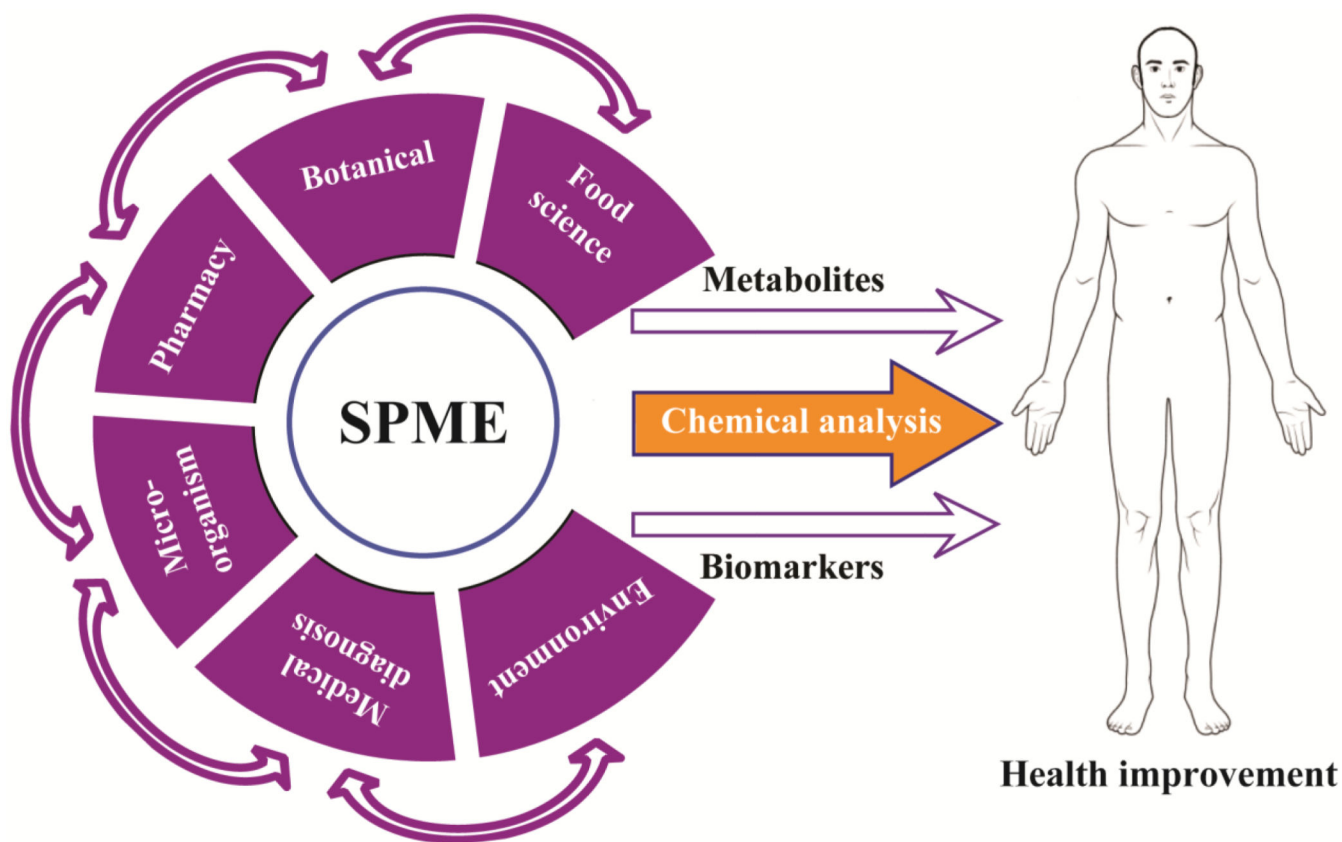 Botanical
Food
science
Pharmacy
Metabolites
SPME
Chemical analysis
Micro-
organism
Biomarkers
Medical
diagnosis
Environment
Health improvement